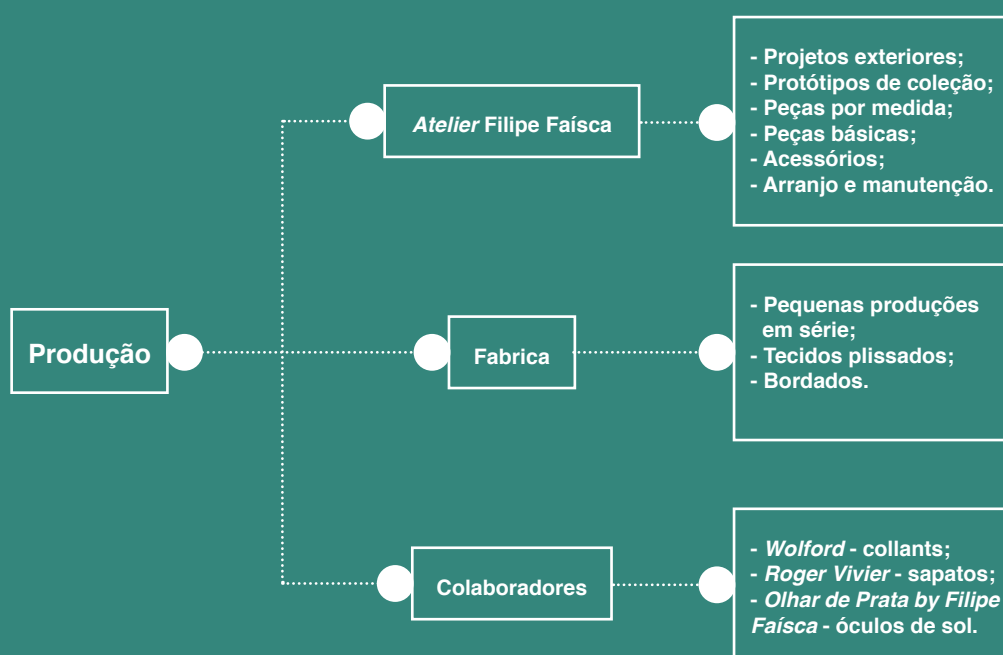 Produção
Atelier Filipe Faísca
- Projetos exteriores;
- Protótipos de coleção;
- Peças por medida;
- Peças básicas;
- Acessórios;
- Arranjo e manutenção.
Fabrica
- Pequenas produções
em série;
- Tecidos plissados;
- Bordados.
Colaboradores
- Wolford - collants;
- Roger Vivier - sapatos;
- Olhar de Prata by Filipe
Faísca - óculos de sol.